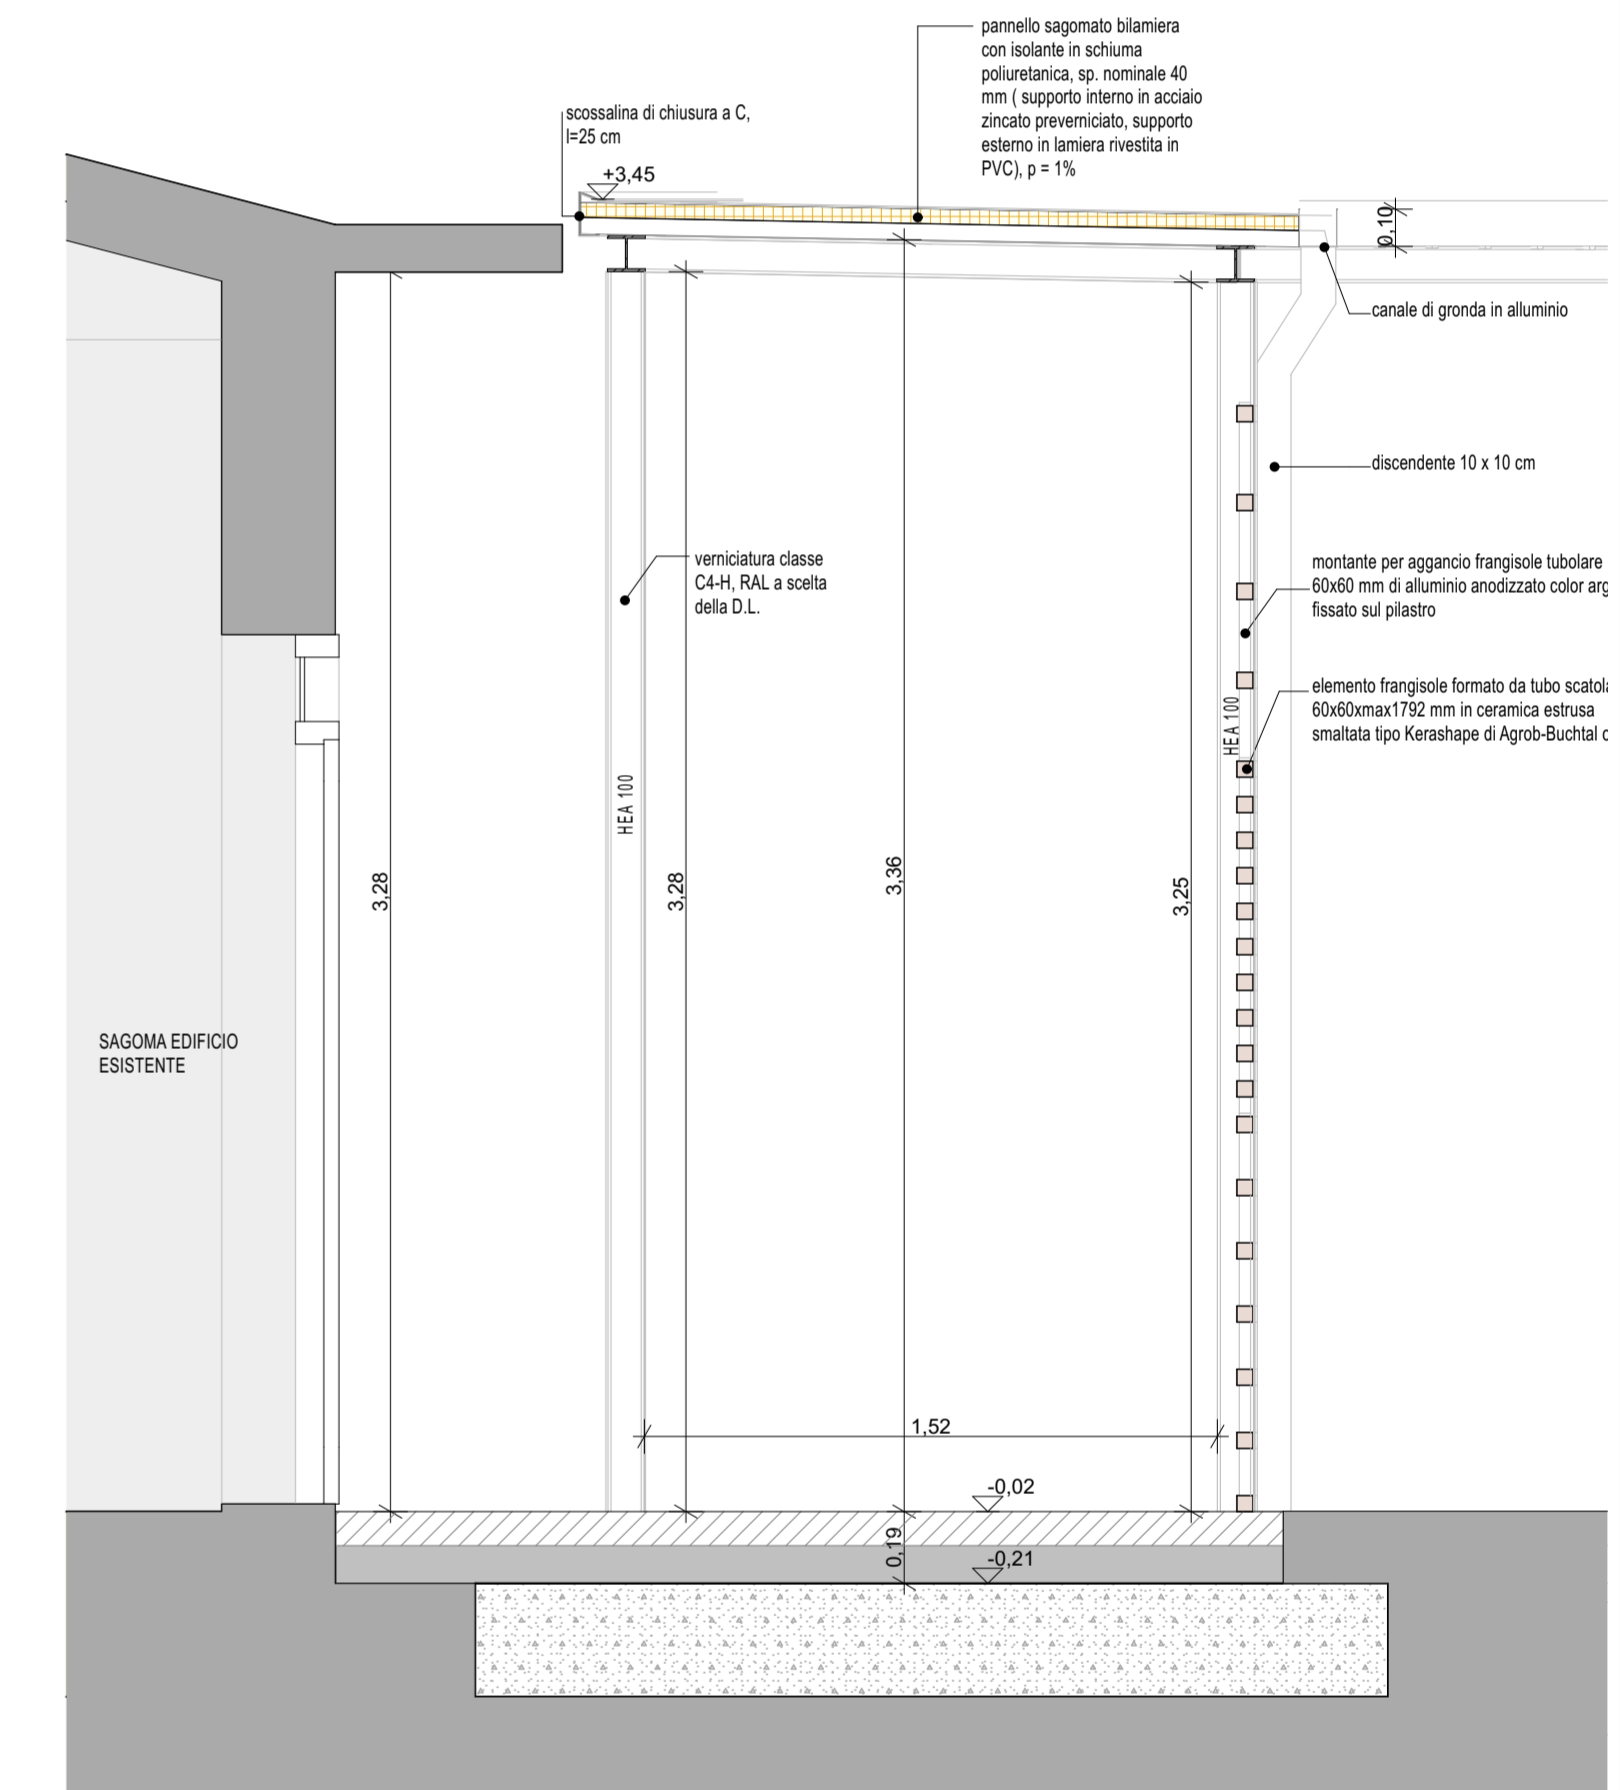 pannello sagomato bilamiera
con isolante in schiuma
poliuretanica, sp. nominale 40
mm ( supporto interno in acciaio
zincato preverniciato, supporto
esterno in lamiera rivestita in
PVC), p = 1%
scossalina di chiusura a C,
l=25 cm
+3,45
0,10
canale di gronda in alluminio
discendente 10 x 10 cm
verniciatura classe
C4-H, RAL a scelta
della D.L.
montante per aggancio frangisole tubolare
60x60 mm di alluminio anodizzato color arg
fissato sul pilastro
elemento frangisole formato da tubo scatola
60x60xmax1792 mm in ceramica estrusa
smaltata tipo Kerashape di Agrob-Buchtal o
HEA 100
HEA 100
3,28
3,28
3,36
3,25
SAGOMA EDIFICIO
ESISTENTE
1,52
-0,02
0,19
-0,21